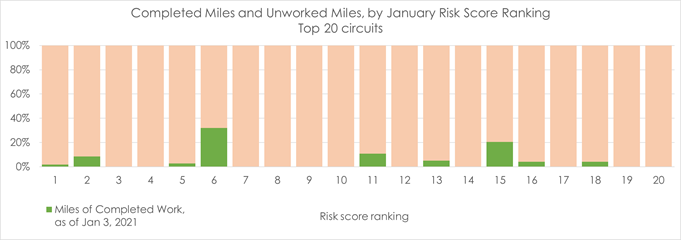 Completed Miles and Unworked Miles, by January Risk Score Ranking
Top 20 circuits
100%
80%
60%
40%
20%
0%
1 2 3 4 5 6 7 8 9 10 11 12 13 14 15 16 17 18 19 20
Miles of Completed Work,
as of Jan 3, 2021
Risk score ranking